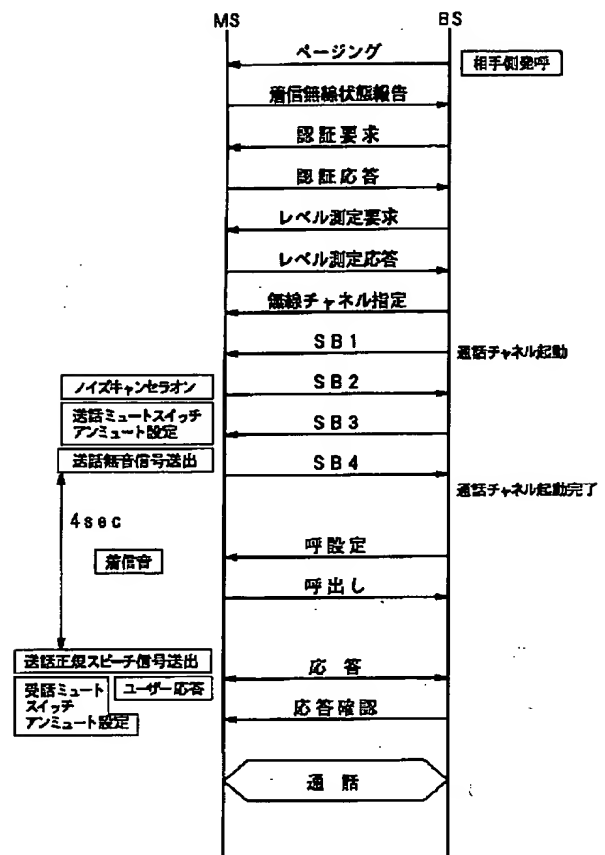 MS
BS
ページング
相手側発呼
着信無線状態報告
認証要求
認証応答
レベル測定要求
レベル測定応答
無線チャネル指定
SB1
通話チャネル起動
ノイズキャンセラオン
SB2
送話ミュートスイッチ
アンミュート設定
SB3
送話無音信号送出
SB4
通話チャネル起動完了
4sec
呼設定
着信音
呼出し
送話正規スピーチ信号送出
応答
受話ミュート
スイッチ
アンミュート設定
ユーザー応答
応答確認
通話